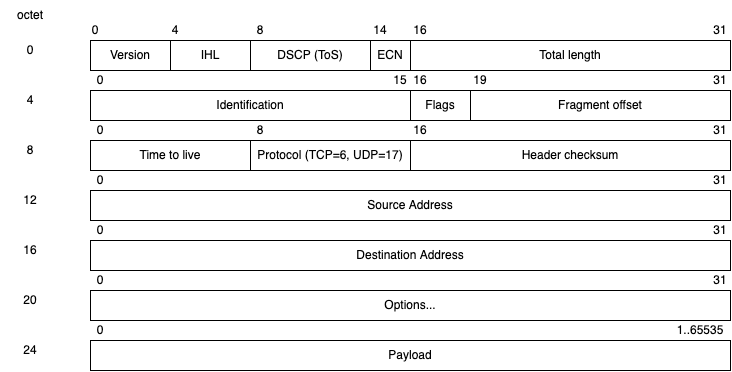 octet
0 4 8 14 16 31
0 Version IHL DSCP (ToS) ECN Total length
0 15 16 19 31
4 Identification Flags Fragment offset
0 8 16 31
8 Time to live Protocol (TCP=6, UDP=17) Header checksum
0 31
12 Source Address
0 31
16 Destination Address
0 31
20 Options...
0 1..65535
24 Payload